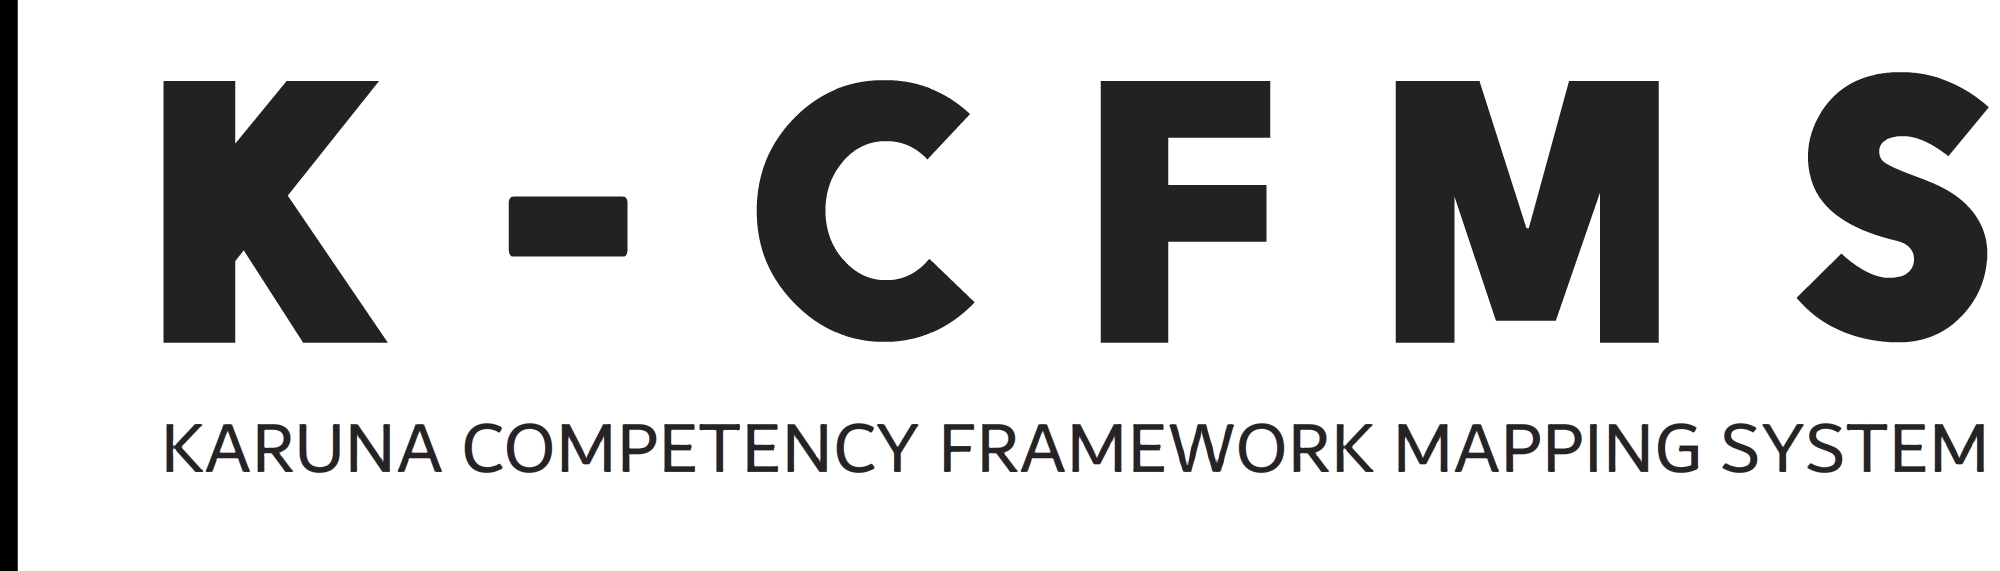 K-CFMS
KARUNA COMPETENCY FRAMEWORK MAPPING SYSTEM